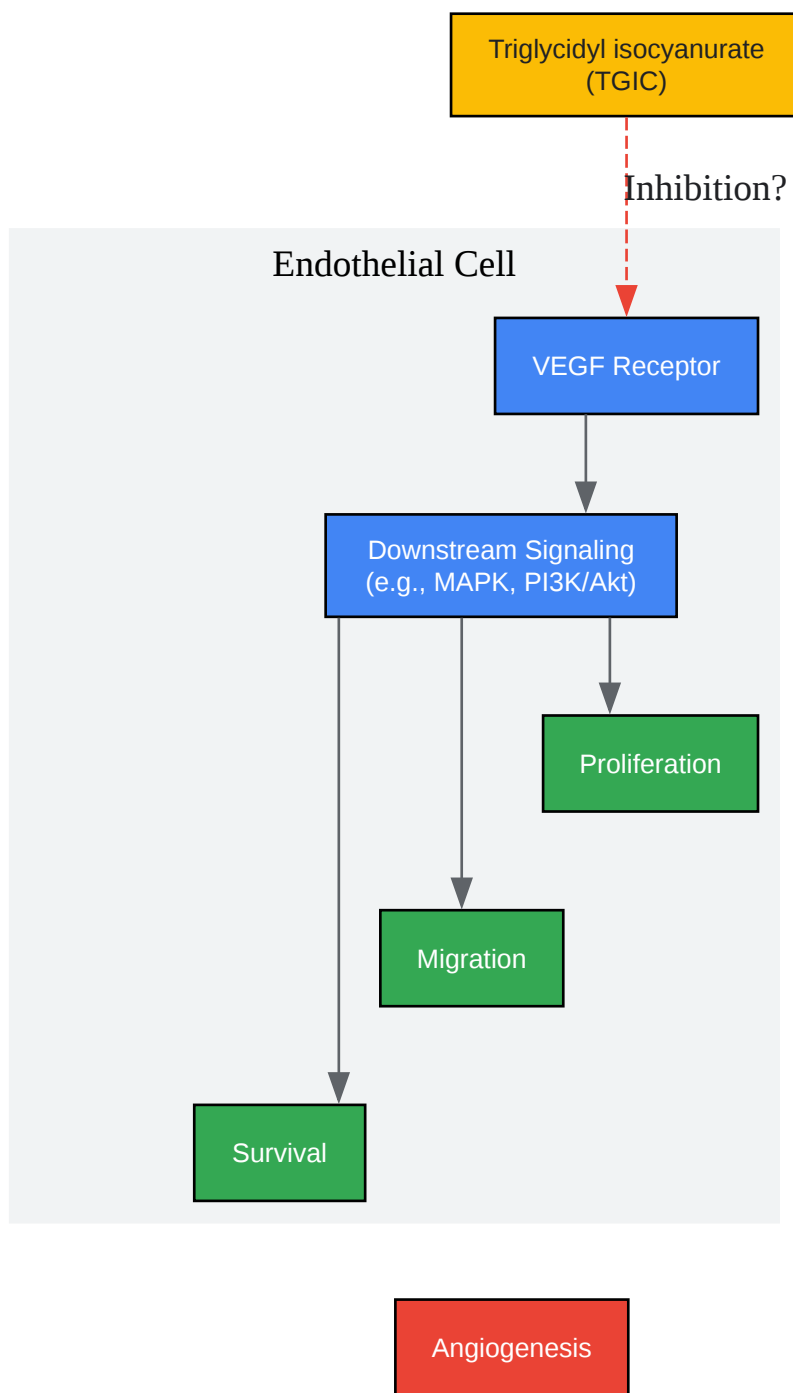 Triglycidyl isocyanurate
(TGIC)
Inhibition?
Endothelial Cell
VEGF Receptor
Downstream Signaling
(e.g., MAPK, PI3K/Akt)
Proliferation
Migration
Survival
Angiogenesis